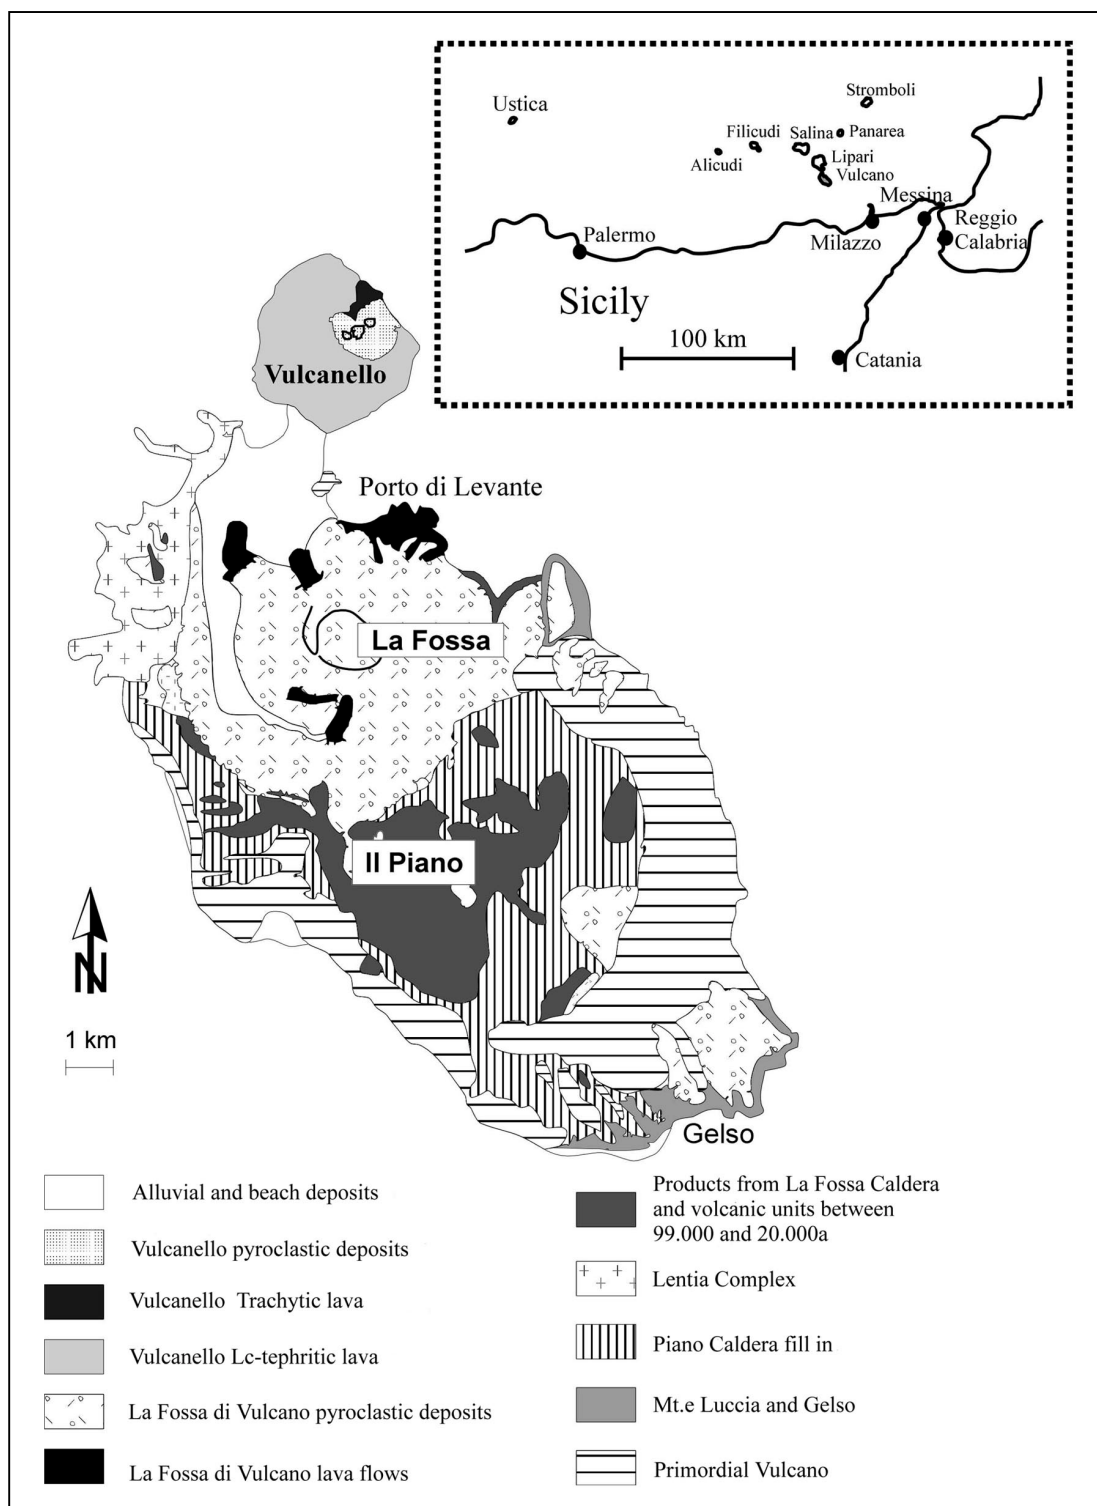 Stromboli
Ustica
Filicudi
Salina
Panarea
Alicudi
Lipari
Vulcano
Messina
Reggio
Calabria
Palermo
Milazzo
Sicily
100 km
Catania
Vulcanello
Porto di Levante
La Fossa
Il Piano
N
1 km
Gelso
Alluvial and beach deposits
Vulcanello pyroclastic deposits
Vulcanello Trachytic lava
Vulcanello Lc-tephritic lava
La Fossa di Vulcano pyroclastic deposits
La Fossa di Vulcano lava flows
Products from La Fossa Caldera
and volcanic units between
99.000 and 20.000a
Lentia Complex
Piano Caldera fill in
Mt.e Luccia and Gelso
Primordial Vulcano